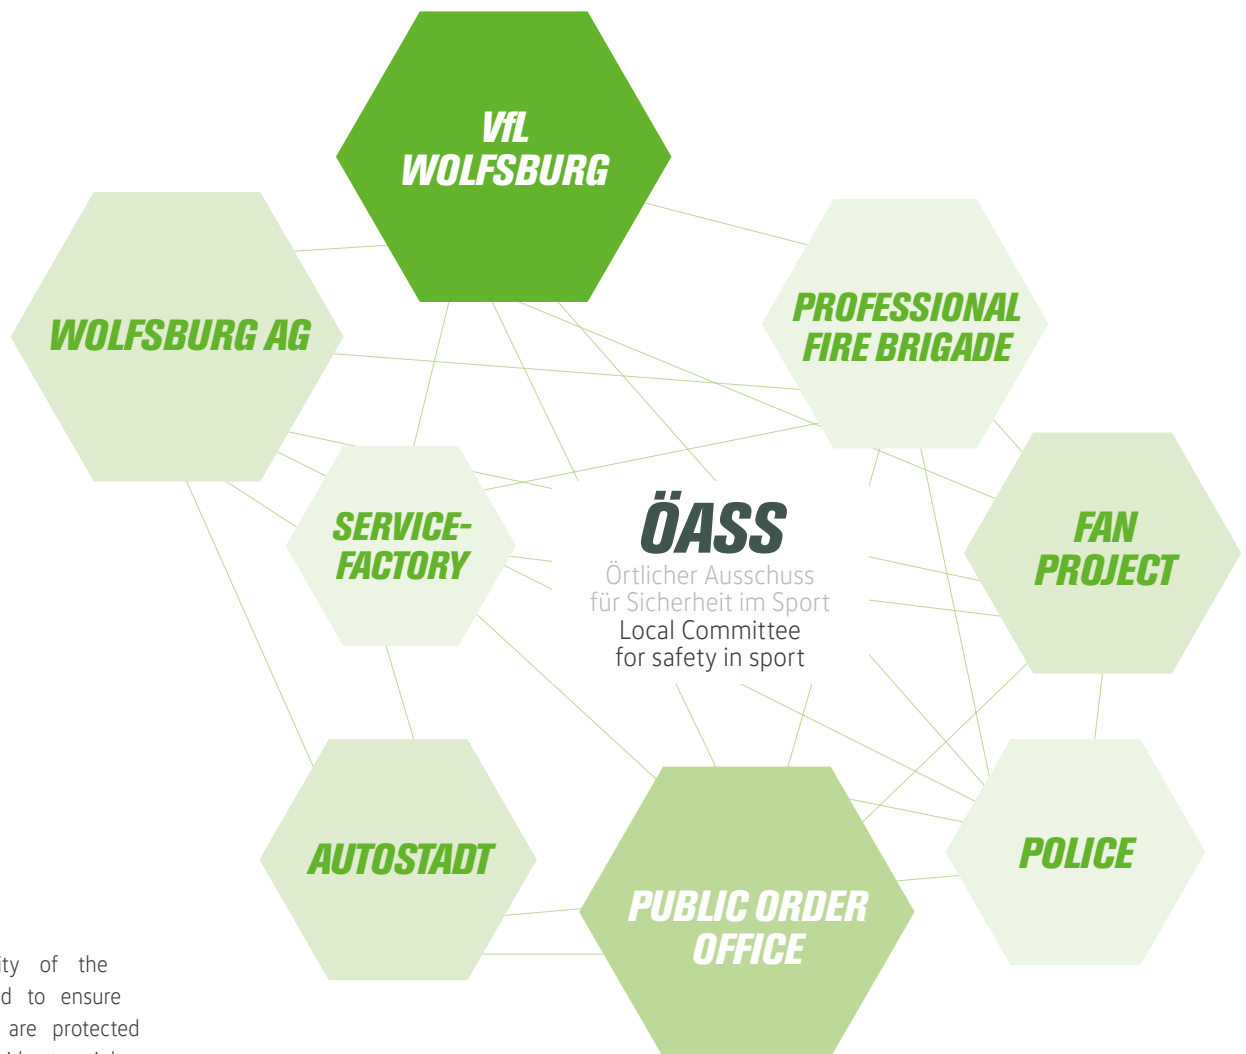 VfL
WOLFSBURG
WOLFSBURG AG
PROFESSIONAL
FIRE BRIGADE
SERVICE-
FACTORY
ÖASS
Örtlicher Ausschuss
für Sicherheit im Sport
Local Committee
for safety in sport
FAN
PROJECT
AUTOSTADT
PUBLIC ORDER
OFFICE
POLICE
of the
to ensure
are protected